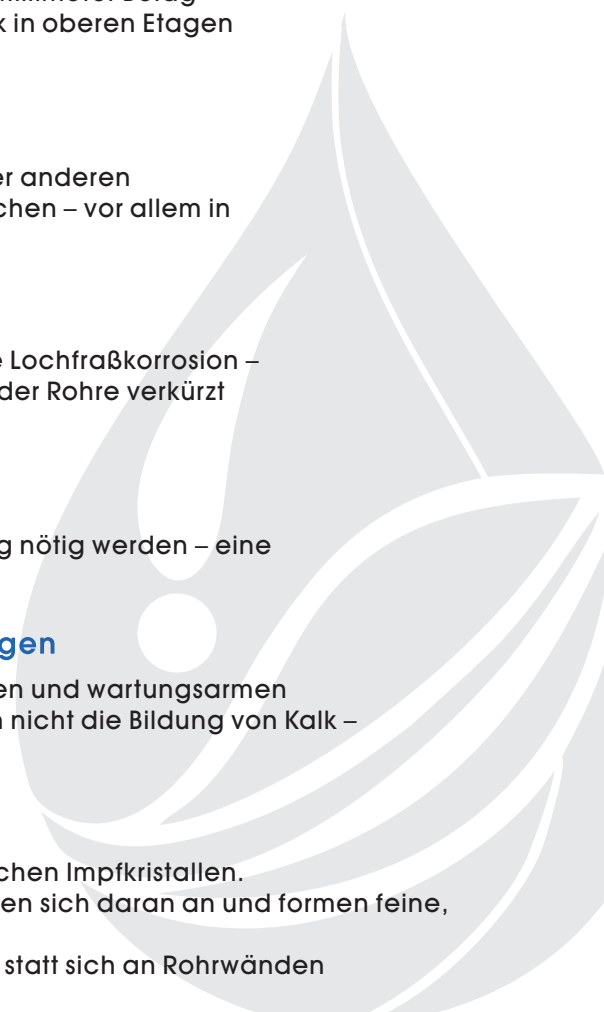 k in oberen Etagen
er anderen
chen – vor allem in
e Lochfraßkorrosion –
der Rohre verkürzt
g nötig werden – eine
gen
en und wartungsarmen
n nicht die Bildung von Kalk –
chen Impfkristallen.
en sich daran an und formen feine,
statt sich an Rohrwänden